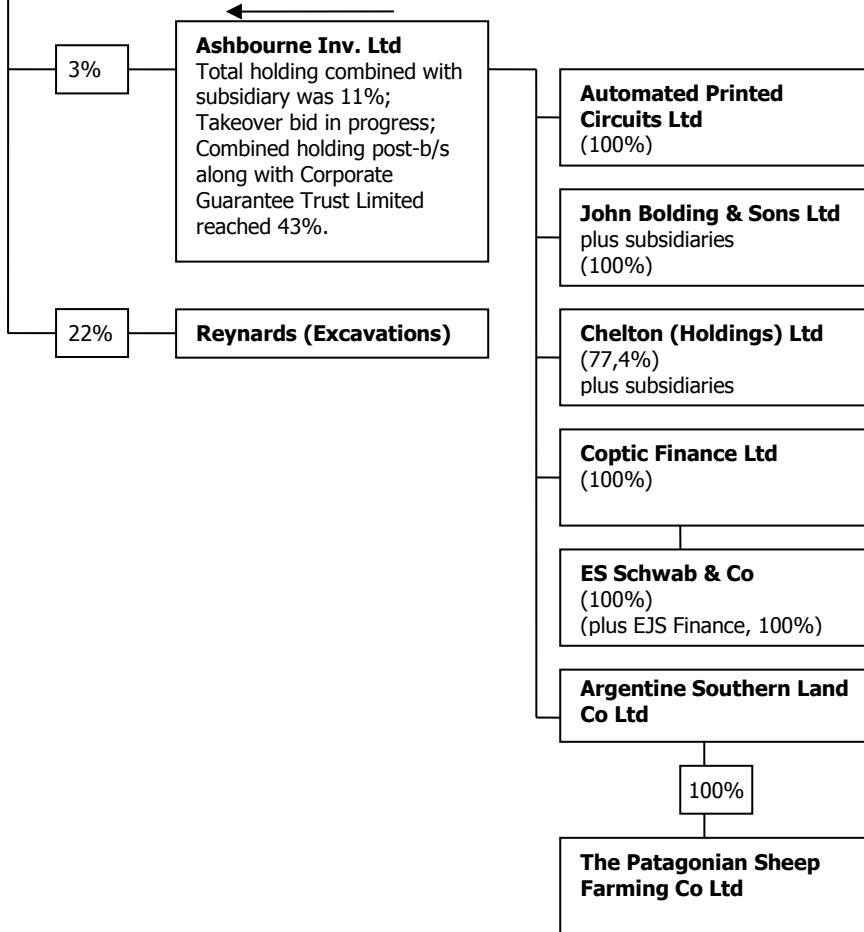 3%
Ashbourne Inv. Ltd
Total holding combined with
subsidiary was 11%;
Takeover bid in progress;
Combined holding post-b/s
along with Corporate
Guarantee Trust Limited
reached 43%.
Automated Printed
Circuits Ltd
(100%)
John Bolding & Sons Ltd
plus subsidiaries
(100%)
22%
Reynards (Excavations)
Chelton (Holdings) Ltd
(77,4%)
plus subsidiaries
Coptic Finance Ltd
(100%)
ES Schwab & Co
(100%)
(plus EJS Finance, 100%)
Argentine Southern Land
Co Ltd
100%
The Patagonian Sheep
Farming Co Ltd